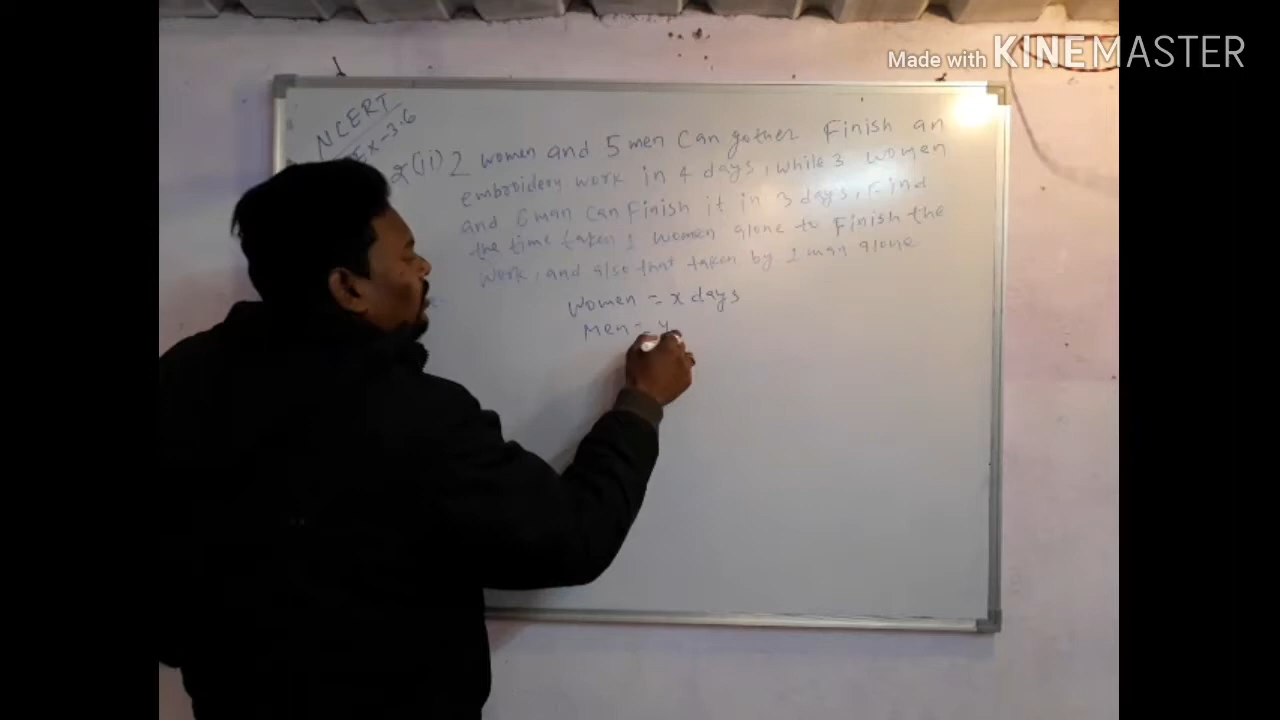 Made with KINEMASTER
NCERT
EX-3.6
2(ii) 2 women and 5 men can gother Finish an
embroidery work in 4 days, while 3 women
and 6 man can Finish it in 3 days, Find
the time taken 1 women alone to Finish the
work, and also that taken by 1 man alone
women = x days
Men = y